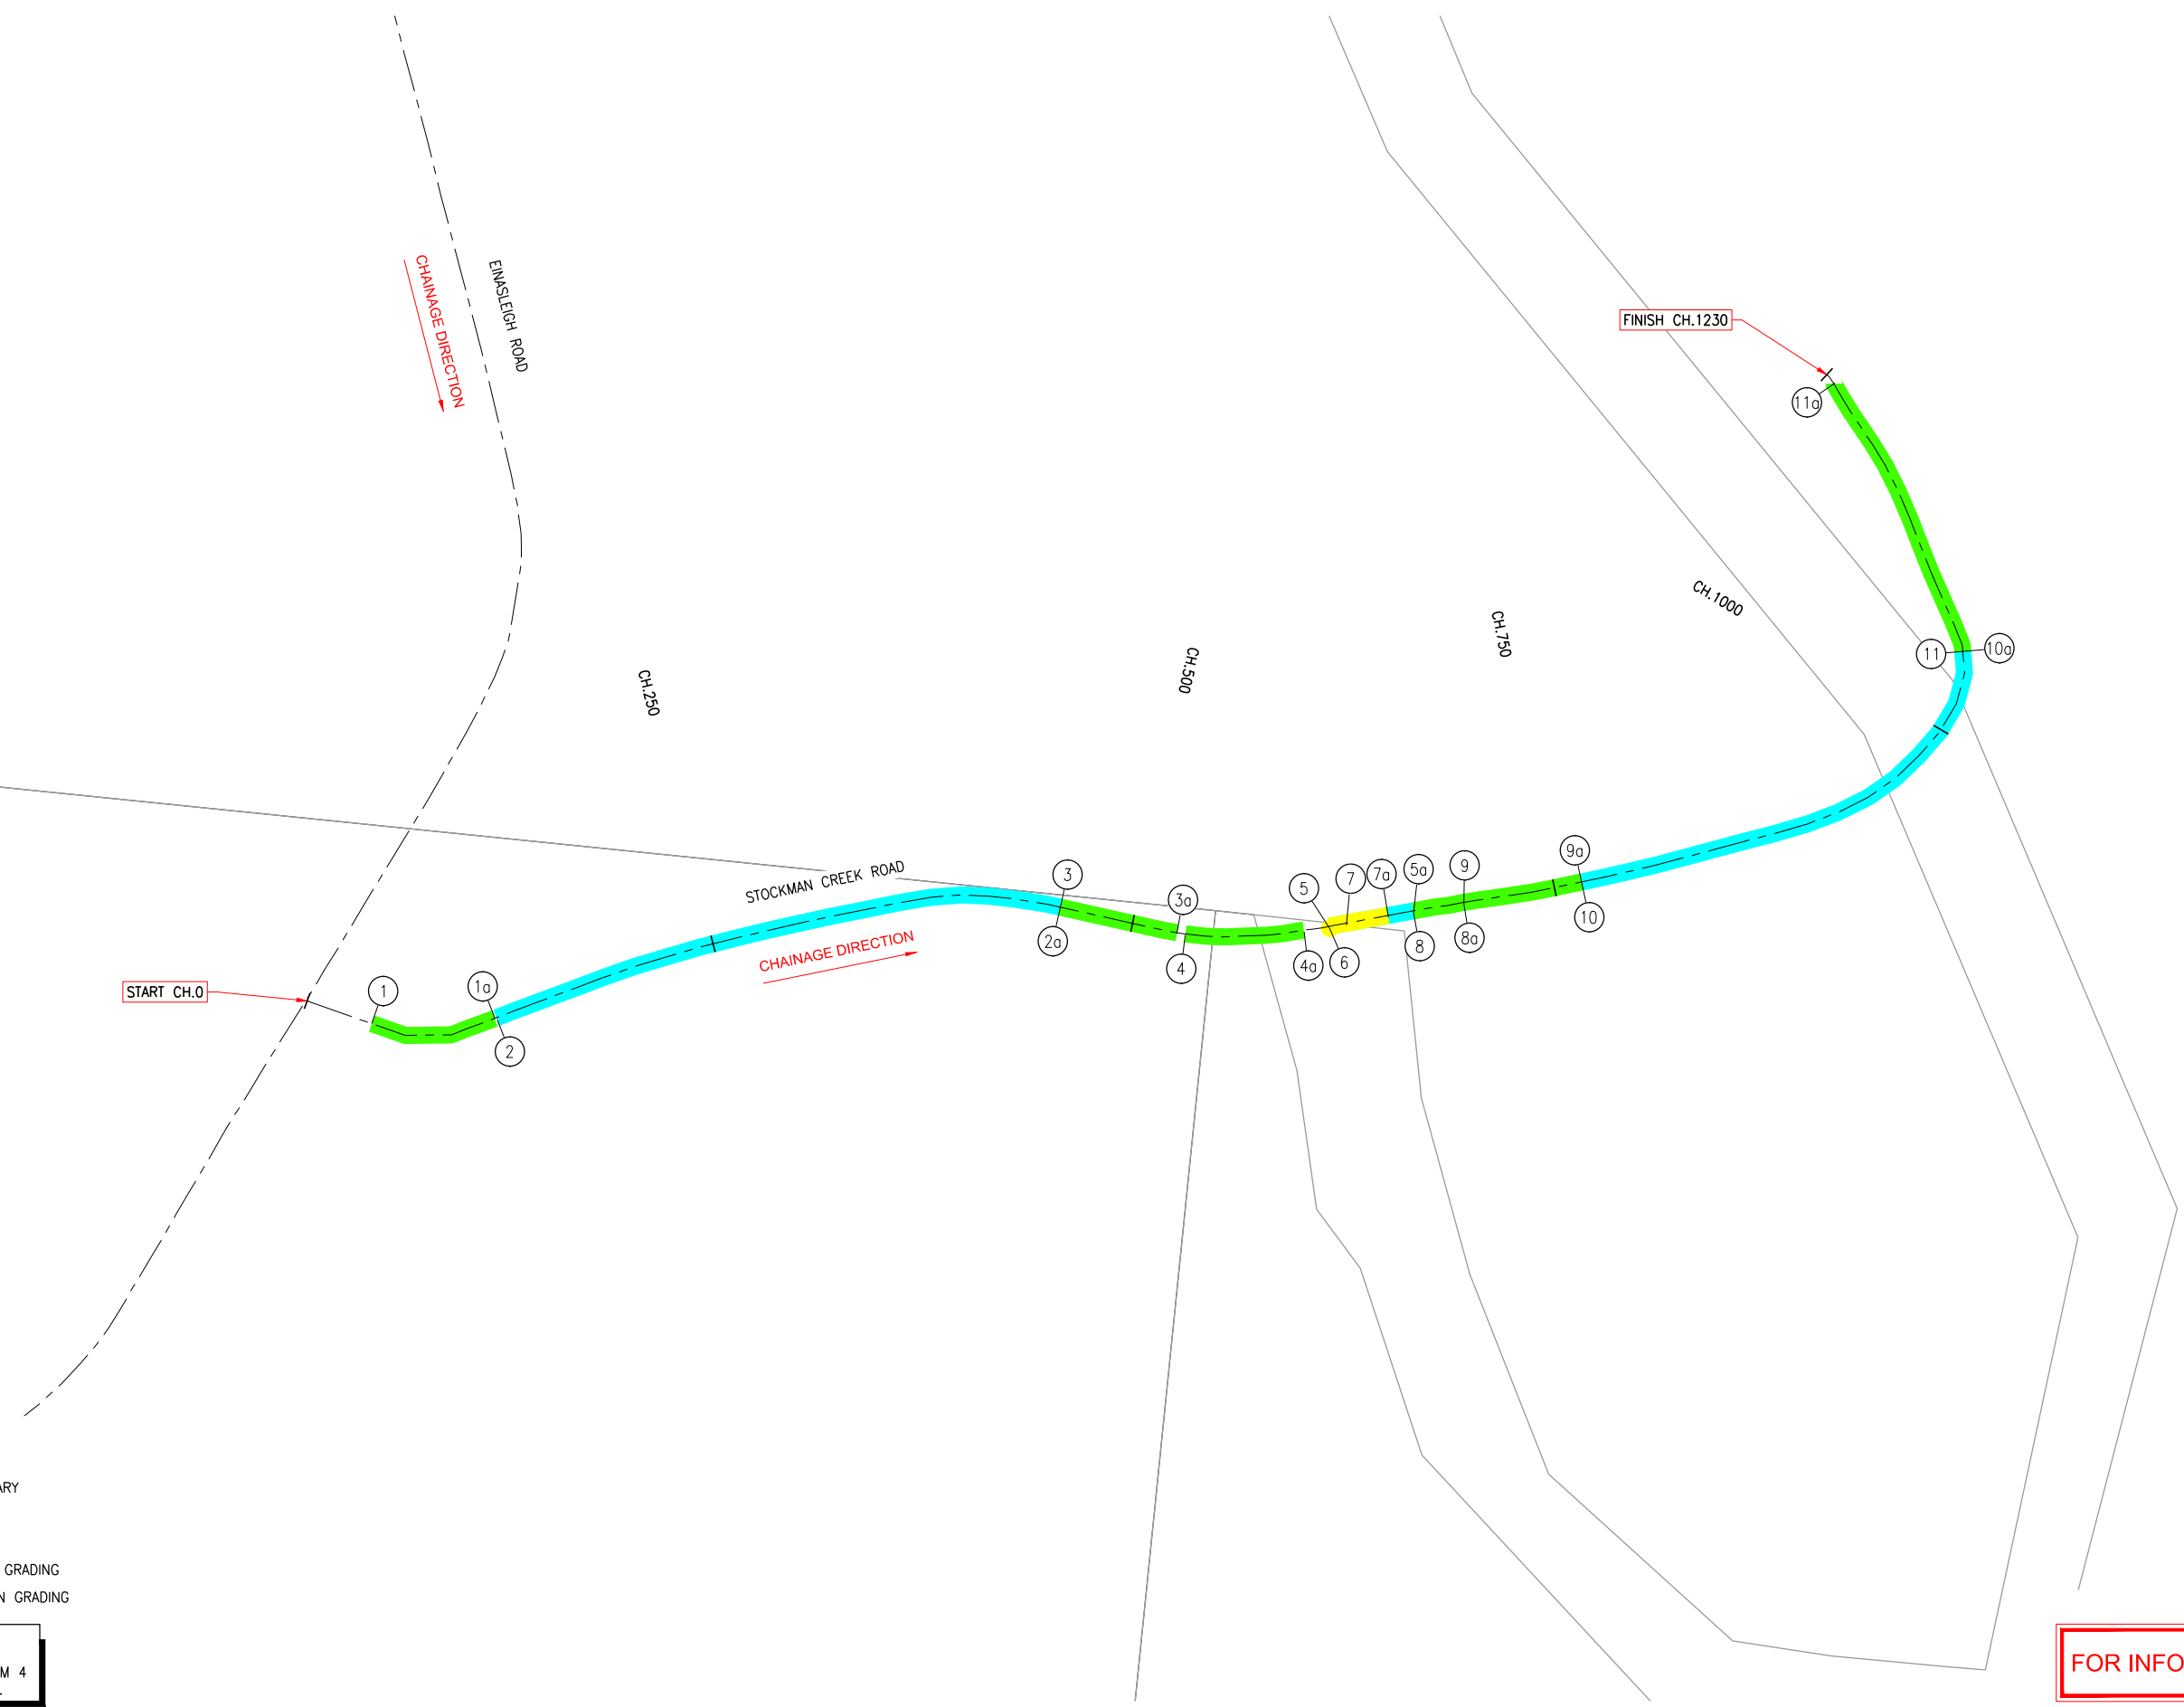 EINASLEIGH ROAD
CHAINAGE DIRECTION
FINISH CH.1230
11a
CH.1000
CH.750
CH.500
CH.250
11
10a
STOCKMAN CREEK ROAD
CHAINAGE DIRECTION
START CH.0
1
1a
2
3
2a
3a
4
5
4a
6
7
7a
5a
8
9
8a
9a
10
GRADING
GRADING
M 4
FOR INFO